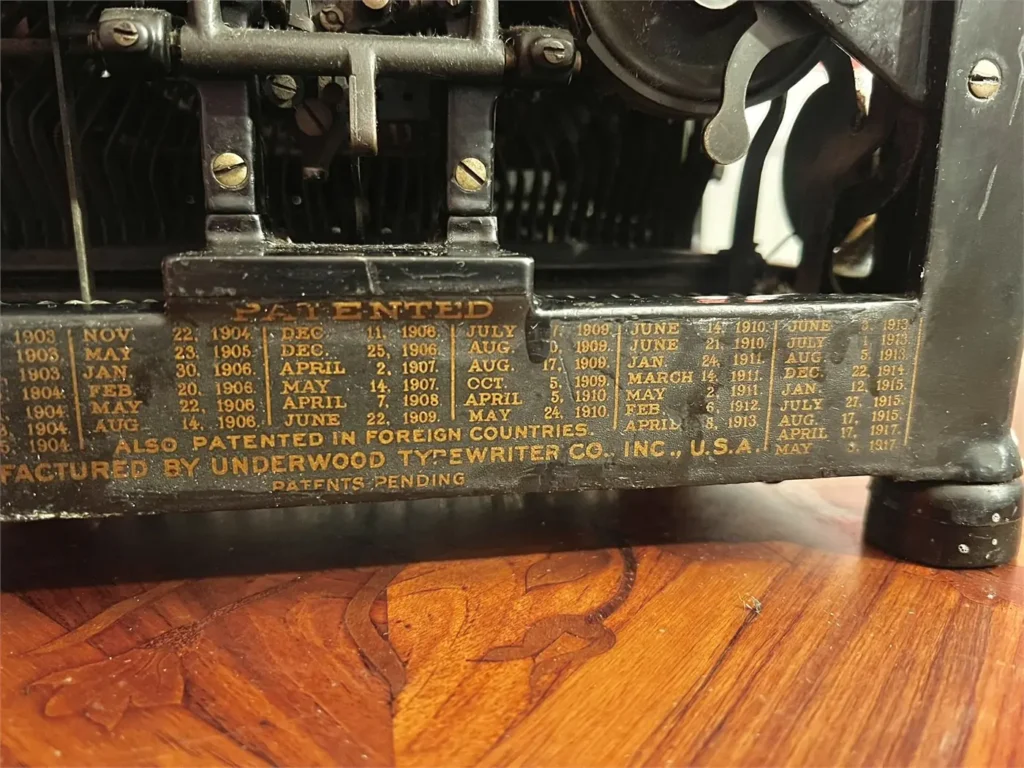 PATENTED
1903. NOV. 22. 1904. DEC. 11. 1906. JULY 1909. JUNE 14. 1910. JUNE 1913.
1903. MAY 23. 1905. DEC. 25. 1906. AUG. 1909. JUNE 21. 1910. JULY 1. 1913.
1903. JAN. 30. 1906. APRIL 2. 1907. AUG. 17. 1909. JAN. 24. 1911. AUG. 5. 1913.
1904. FEB. 20. 1906. MAY 14. 1907. OCT. 5. 1909. MARCH 14. 1911. DEC. 22. 1914.
1904. MAY 22. 1906. APRIL 7. 1908. APRIL 5. 1910. MAY 2. 1911. JAN. 12. 1915.
1904. AUG. 14. 1906. JUNE 22. 1909. MAY 24. 1910. FEB. 6. 1912. JULY 27. 1915.
5. 1904. APRIL 8. 1913. AUG. 17. 1915.
APRIL 17. 1917.
MAY 1917.
ALSO PATENTED IN FOREIGN COUNTRIES
FACTURED BY UNDERWOOD TYPEWRITER CO., INC., U.S.A.
PATENTS PENDING